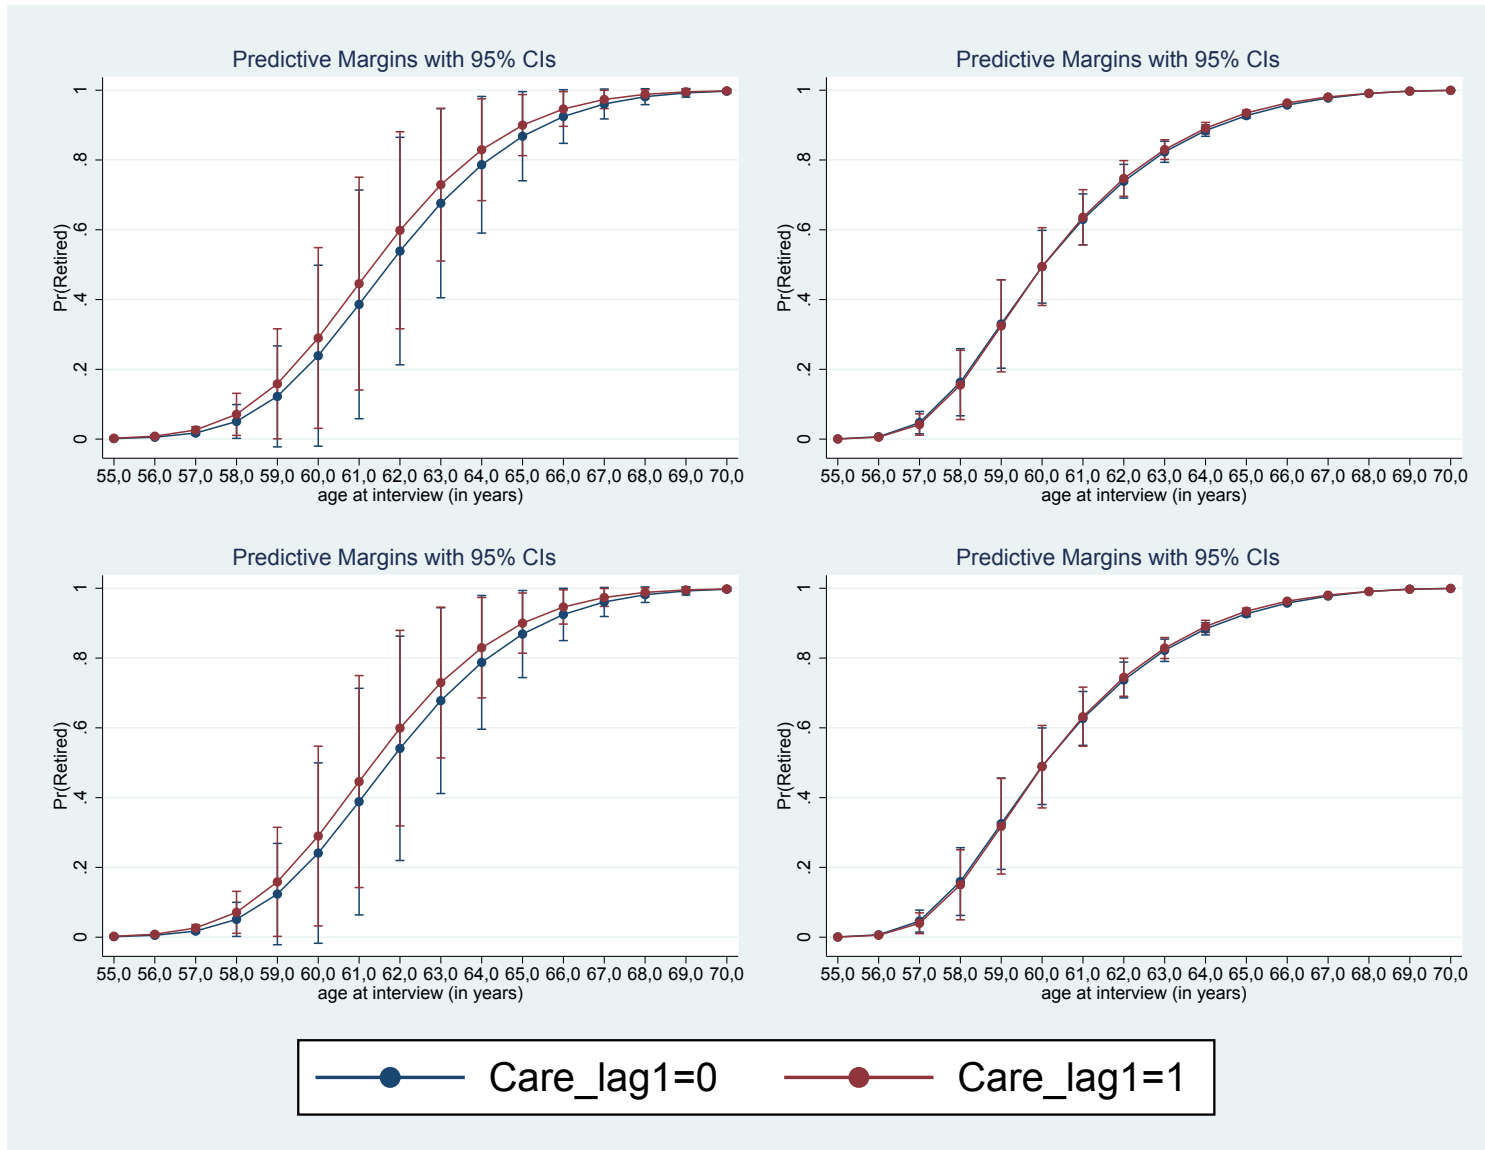 Predictive Margins with 95% CIs
Pr(Retired)
1
.8
.6
.4
.2
0
55,0 56,0 57,0 58,0 59,0 60,0 61,0 62,0 63,0 64,0 65,0 66,0 67,0 68,0 69,0 70,0
age at interview (in years)
Predictive Margins with 95% CIs
Pr(Retired)
1
.8
.6
.4
.2
0
55,0 56,0 57,0 58,0 59,0 60,0 61,0 62,0 63,0 64,0 65,0 66,0 67,0 68,0 69,0 70,0
age at interview (in years)
Predictive Margins with 95% CIs
Pr(Retired)
1
.8
.6
.4
.2
0
55,0 56,0 57,0 58,0 59,0 60,0 61,0 62,0 63,0 64,0 65,0 66,0 67,0 68,0 69,0 70,0
age at interview (in years)
Predictive Margins with 95% CIs
Pr(Retired)
1
.8
.6
.4
.2
0
55,0 56,0 57,0 58,0 59,0 60,0 61,0 62,0 63,0 64,0 65,0 66,0 67,0 68,0 69,0 70,0
age at interview (in years)
Care_lag1=0 Care_lag1=1